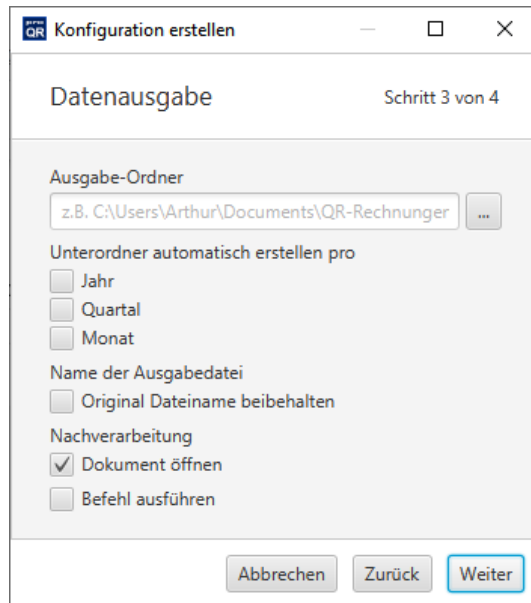 QR
Konfiguration erstellen
Datenausgabe
Schritt 3 von 4
Ausgabe-Ordner
z.B. C:\Users\Arthur\Documents\QR-Rechnunger
...
Unterordner automatisch erstellen pro
Jahr
Quartal
Monat
Name der Ausgabedatei
Original Dateiname beibehalten
Nachverarbeitung
Dokument öffnen
Befehl ausführen
Abbrechen
Zurück
Weiter